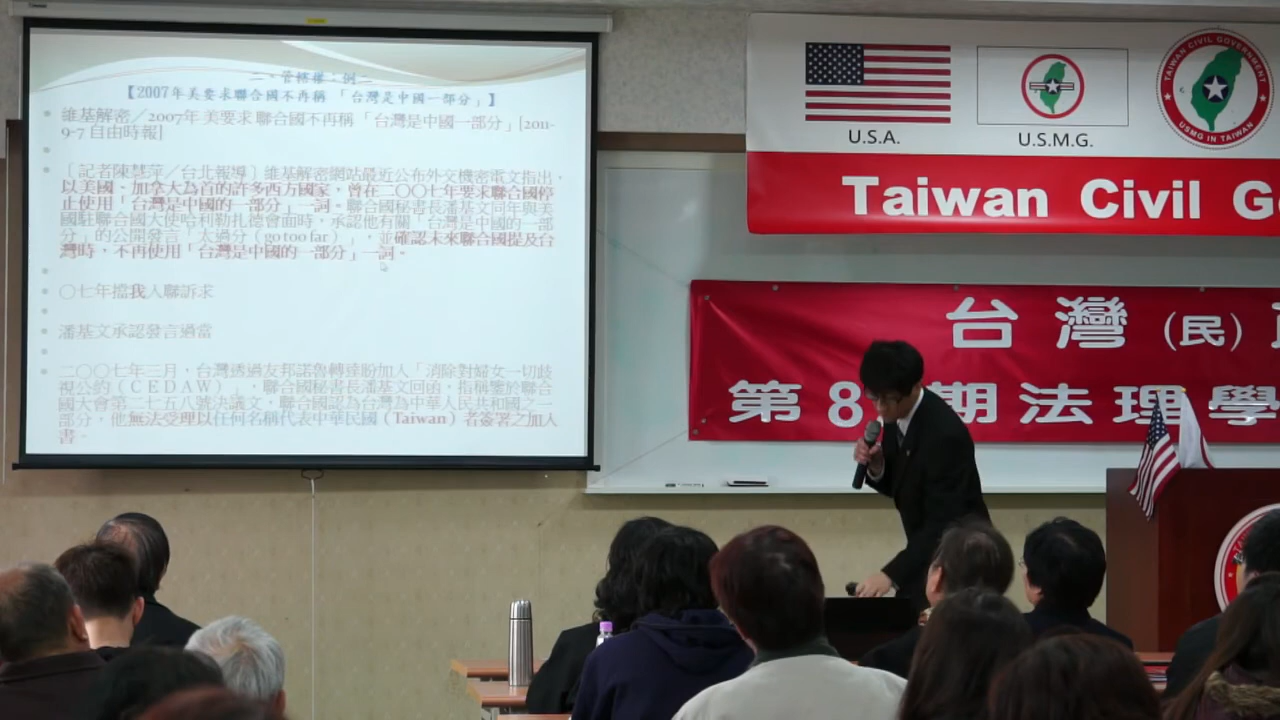 二、管轄權：例二
【2007年美要求聯合國不再稱「台灣是中國一部分」】
維基解密／2007年 美要求 聯合國不再稱「台灣是中國一部分」[2011-
9-7 自由時報]
〔記者陳慧萍／台北報導〕維基解密網站最近公布外交機密電文指出，
以美國、加拿大為首的許多西方國家，曾在二〇〇七年要求聯合國停
止使用「台灣是中國的一部分」一詞。聯合國秘書長潘基文同年與美
國駐聯合國大使哈利勒扎德會面時，承認他有關「台灣是中國的一部
分」的公開發言「太過分（go too far）」，並確認未來聯合國提及台
灣時，不再使用「台灣是中國的一部分」一詞。
〇七年擋我入聯訴求
潘基文承認發言過當
二〇〇七年三月，台灣透過友邦諾魯轉達盼加入「消除對婦女一切歧
視公約（CEDAW）」，聯合國秘書長潘基文回函，指稱鑒於聯合
國大會第二七五八號決議文，聯合國認為台灣為中華人民共和國之一
部分，他無法受理以任何名稱代表中華民國（Taiwan）者簽署之加入
書。
U.S.A.
U.S.M.G.
TAIWAN CIVIL GOVERNMENT
USMG IN TAIWAN
Taiwan Civil G
台灣（民）
第8 期法理學